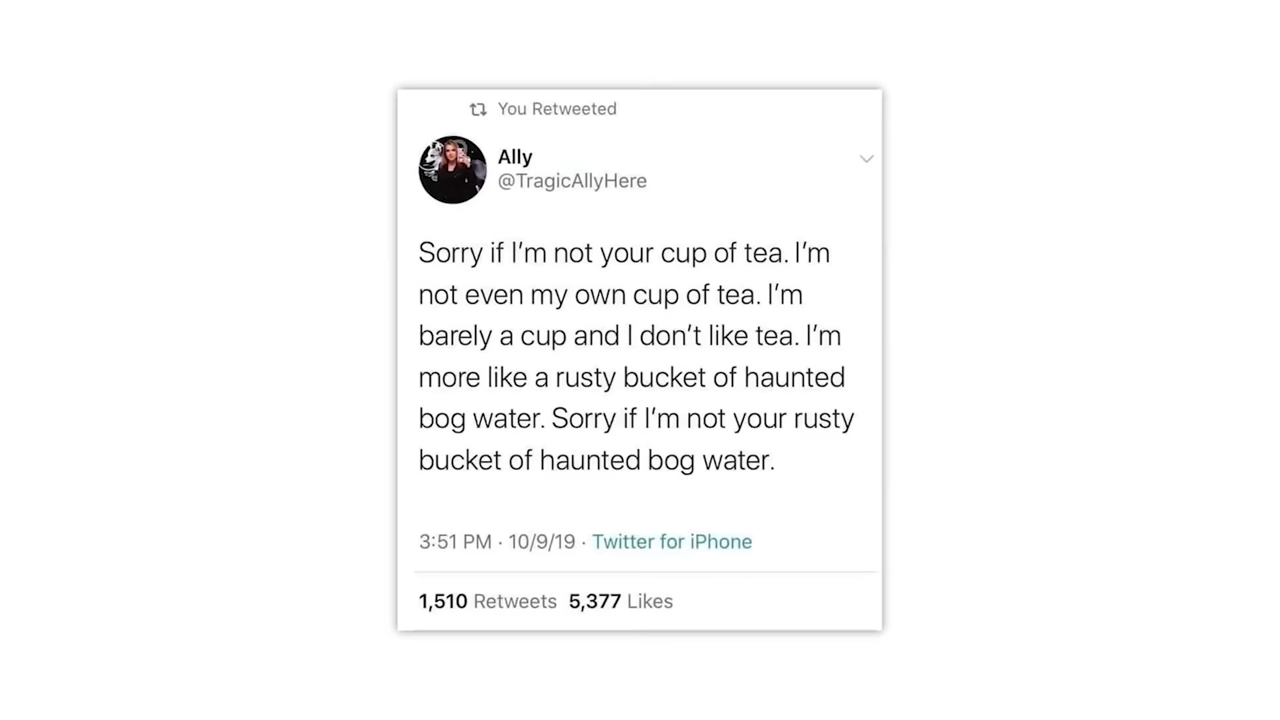 You Retweeted
Ally
@TragicAllyHere
Sorry if I’m not your cup of tea. I’m
not even my own cup of tea. I’m
barely a cup and I don’t like tea. I’m
more like a rusty bucket of haunted
bog water. Sorry if I’m not your rusty
bucket of haunted bog water.
3:51 PM · 10/9/19 · Twitter for iPhone
1,510 Retweets 5,377 Likes